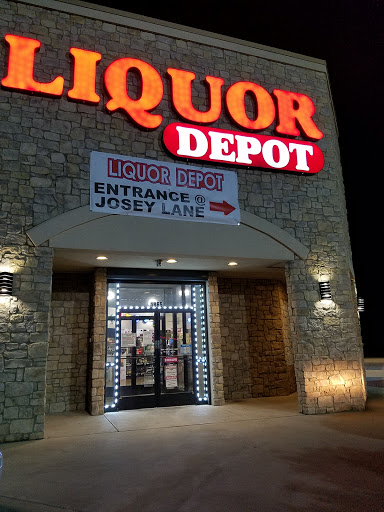 LIQUOR
DEPOT
LIQUOR DEPOT
ENTRANCE @
JOSEY LANE